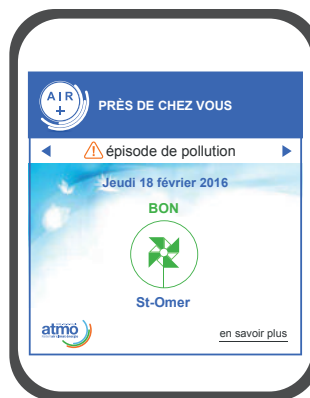 AIR
+
PRÈS DE CHEZ VOUS
épisode de pollution
Jeudi 18 février 2016
BON
St-Omer
atmo
en savoir plus